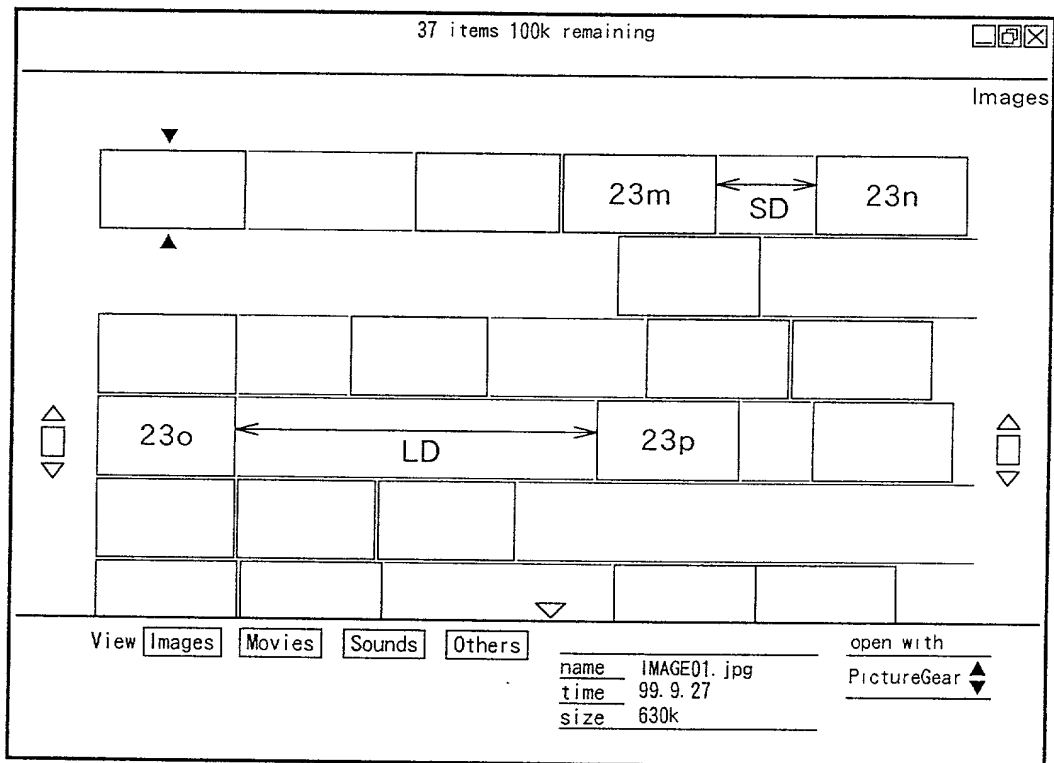 37 items 100k remaining
Images
23m SD 23n
23o LD 23p
View Images Movies Sounds Others
open with
PictureGear
name IMAGE01.jpg
time 99.9.27
size 630k